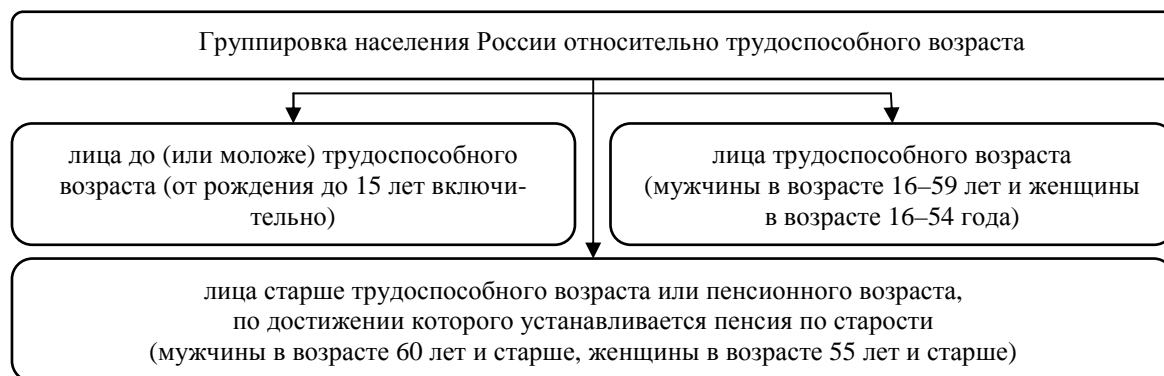 Группировка населения России относительно трудоспособного возраста
лица до (или моложе) трудоспособного
возраста (от рождения до 15 лет включи-
тельно)
лица трудоспособного возраста
(мужчины в возрасте 16–59 лет и женщины
в возрасте 16–54 года)
лица старше трудоспособного возраста или пенсионного возраста,
по достижении которого устанавливается пенсия по старости
(мужчины в возрасте 60 лет и старше, женщины в возрасте 55 лет и старше)